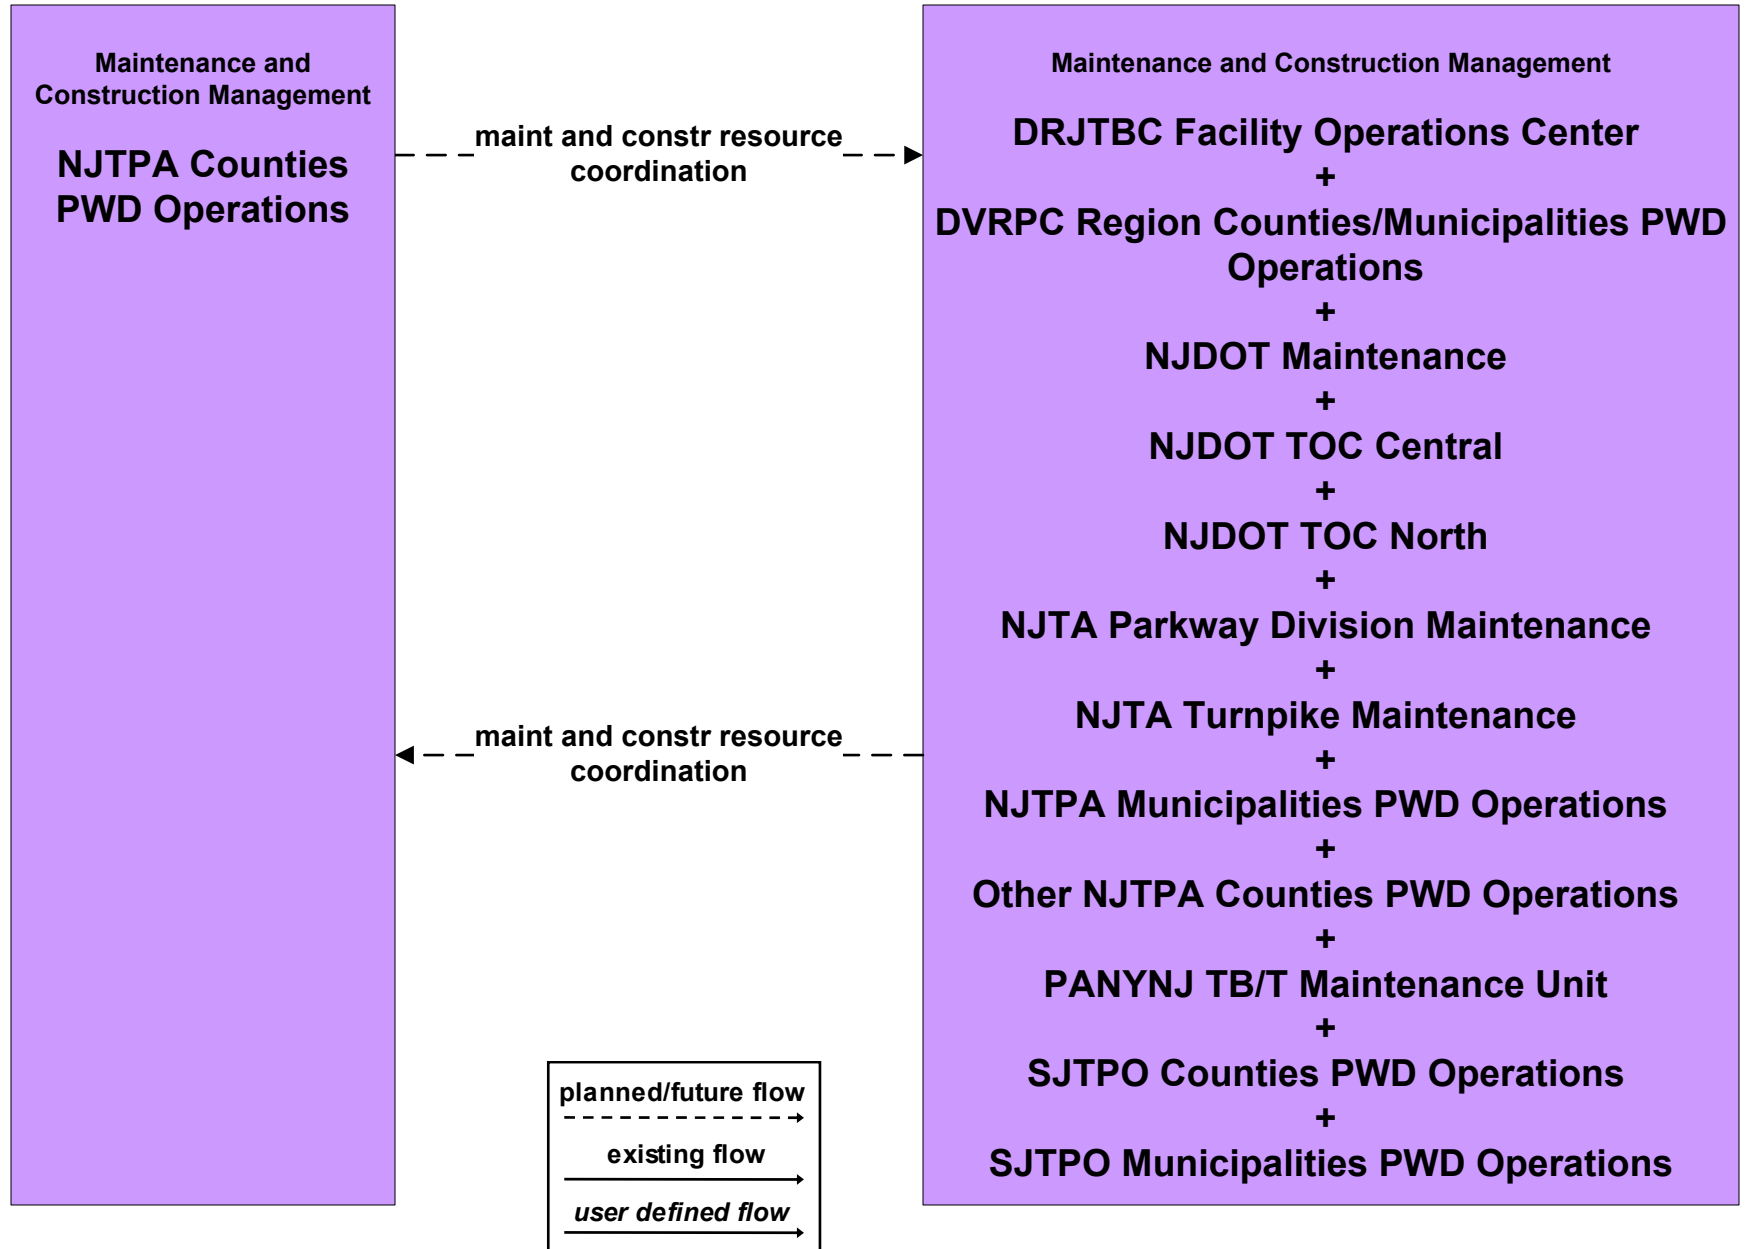 Maintenance and
Construction Management
NJTPA Counties
PWD Operations
maint and constr resource
coordination
maint and constr resource
coordination
Maintenance and Construction Management
DRJTBC Facility Operations Center
+
DVRPC Region Counties/Municipalities PWD
Operations
+
NJDOT Maintenance
+
NJDOT TOC Central
+
NJDOT TOC North
+
NJTA Parkway Division Maintenance
+
NJTA Turnpike Maintenance
+
NJTPA Municipalities PWD Operations
+
Other NJTPA Counties PWD Operations
+
PANYNJ TB/T Maintenance Unit
+
SJTPO Counties PWD Operations
+
SJTPO Municipalities PWD Operations
planned/future flow
existing flow
user defined flow